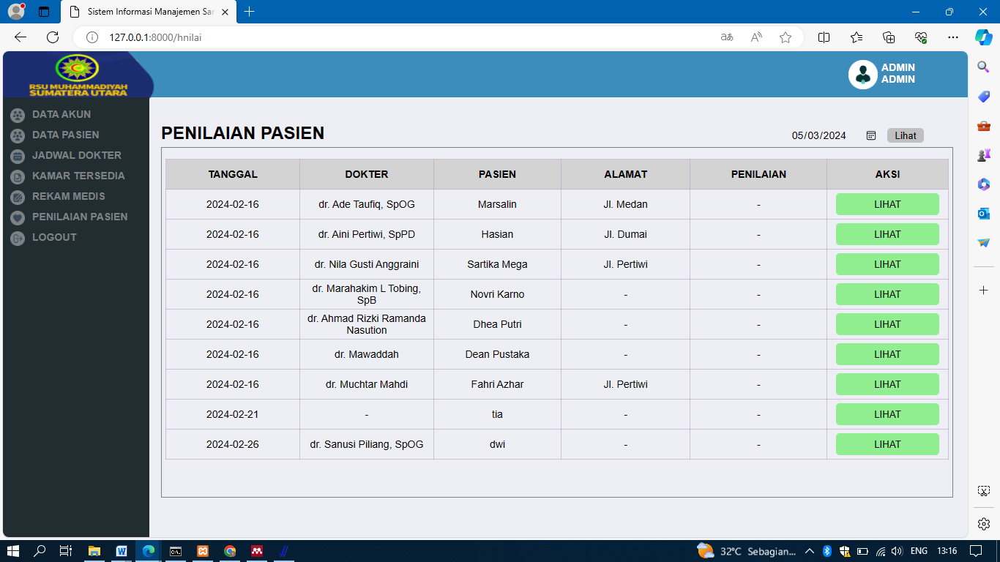 Sistem Informasi Manajemen Sar
127.0.0.1:8000/hnilai
RSU MUHAMMADIYAH
SUMATERA UTARA
ADMIN
ADMIN
DATA AKUN
DATA PASIEN
JADWAL DOKTER
KAMAR TERSEDIA
REKAM MEDIS
PENILAIAN PASIEN
LOGOUT
PENILAIAN PASIEN
05/03/2024
Lihat
TANGGAL DOKTER PASIEN ALAMAT PENILAIAN AKSI
2024-02-16 dr. Ade Taufiq, SpOG Marsalin Jl. Medan - LIHAT
2024-02-16 dr. Aini Pertiwi, SpPD Hasian Jl. Dumai - LIHAT
2024-02-16 dr. Nila Gusti Anggraini Sartika Mega Jl. Pertiwi - LIHAT
2024-02-16 dr. Marahakim L Tobing,
SpB Novri Karno - - LIHAT
2024-02-16 dr. Ahmad Rizki Ramanda
Nasution Dhea Putri - - LIHAT
2024-02-16 dr. Mawaddah Dean Pustaka - - LIHAT
2024-02-16 dr. Muchtar Mahdi Fahri Azhar Jl. Pertiwi - LIHAT
2024-02-21 - tia - - LIHAT
2024-02-26 dr. Sanusi Piliang, SpOG dwi - - LIHAT
32°C Sebagian...
ENG
13:16